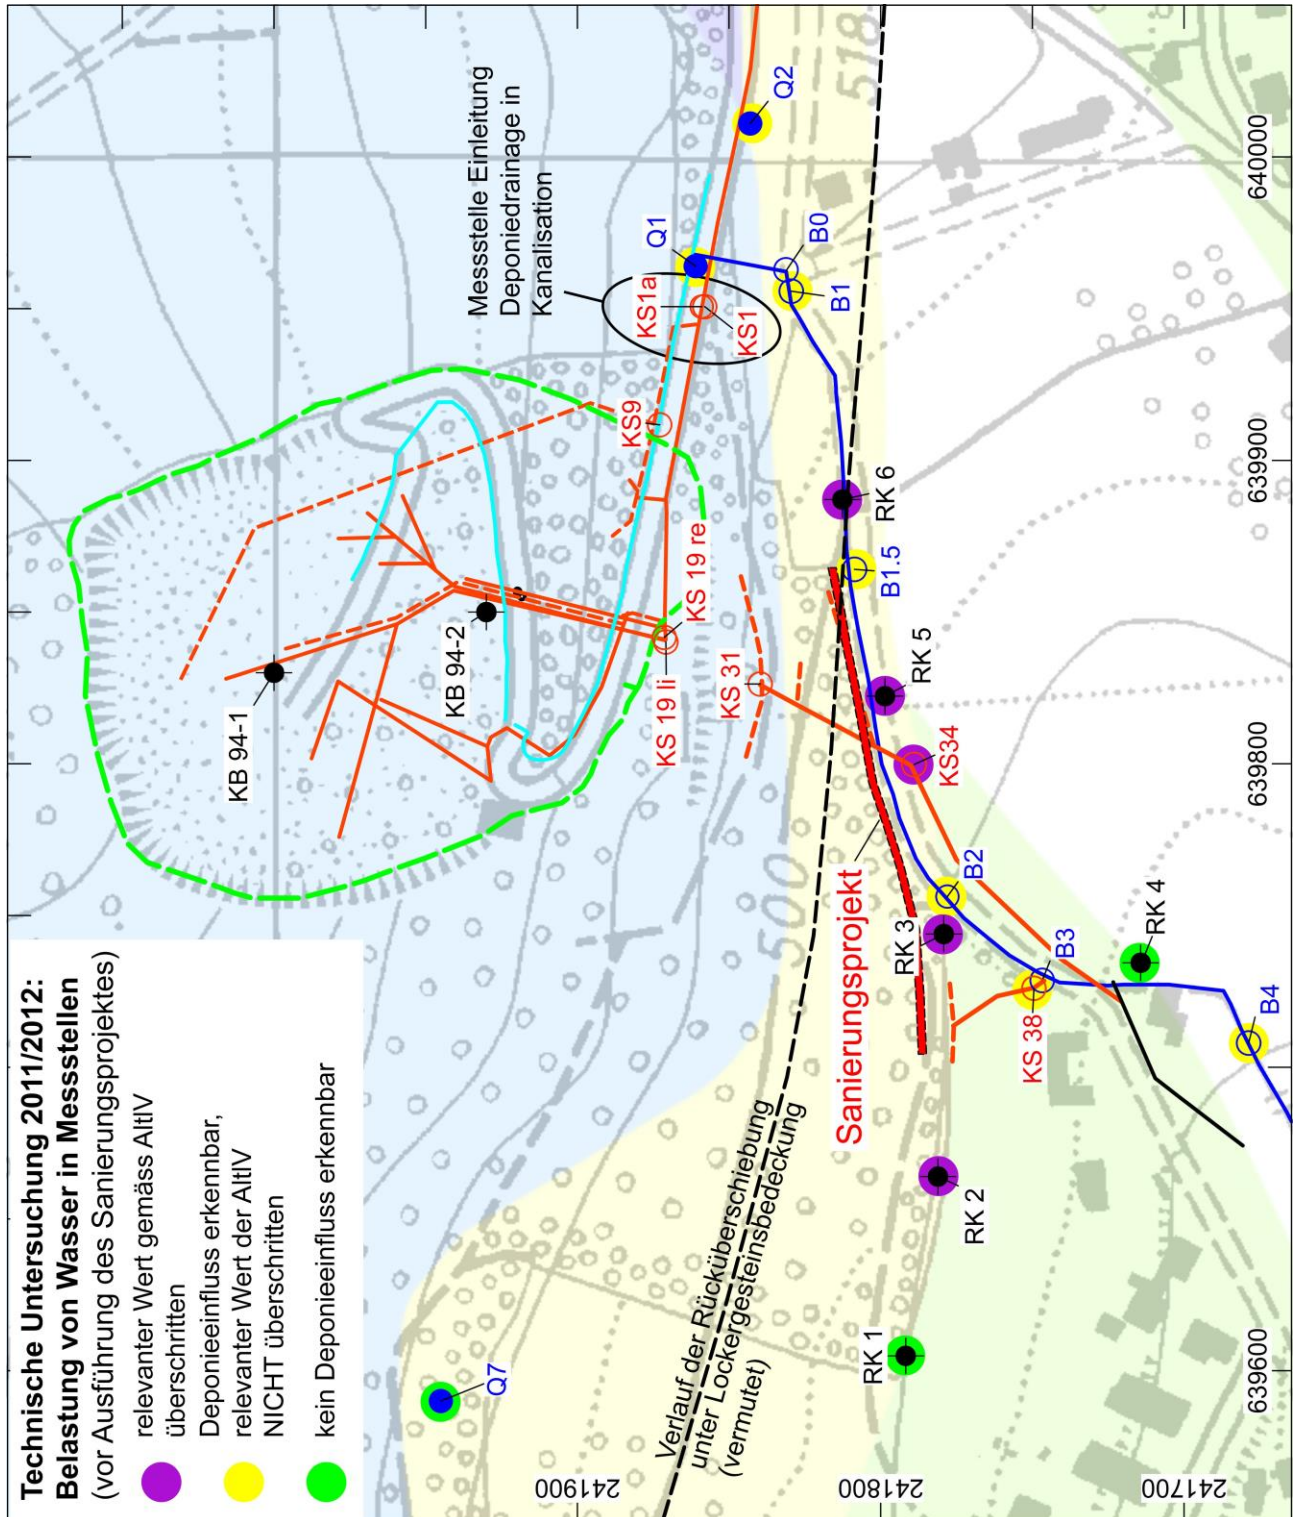 Technische Untersuchung 2011/2012:
Belastung von Wasser in Messstellen
(vor Ausführung des Sanierungsprojektes)
relevanter Wert gemäss AltlV
überschritten
Deponieeinfluss erkennbar,
relevanter Wert der AltlV
NICHT überschritten
kein Deponieeinfluss erkennbar
Messstelle Einleitung
Deponiedrainage in
Kanalisation
KB 94-1
KB 94-2
KS9
KS1a
KS1
Q1
Q2
B0
B1
KS 19 re
KS 19 li
KS 31
RK 6
B1.5
RK 5
KS34
Sanierungsprojekt
B2
RK 3
B3
RK 4
KS 38
B4
RK 2
RK 1
Q7
Verlauf der Rücküberschiebung
unter Lockergesteinsbedeckung
(vermutet)
500
518
241900
241800
241700
639600
639800
639900
640000